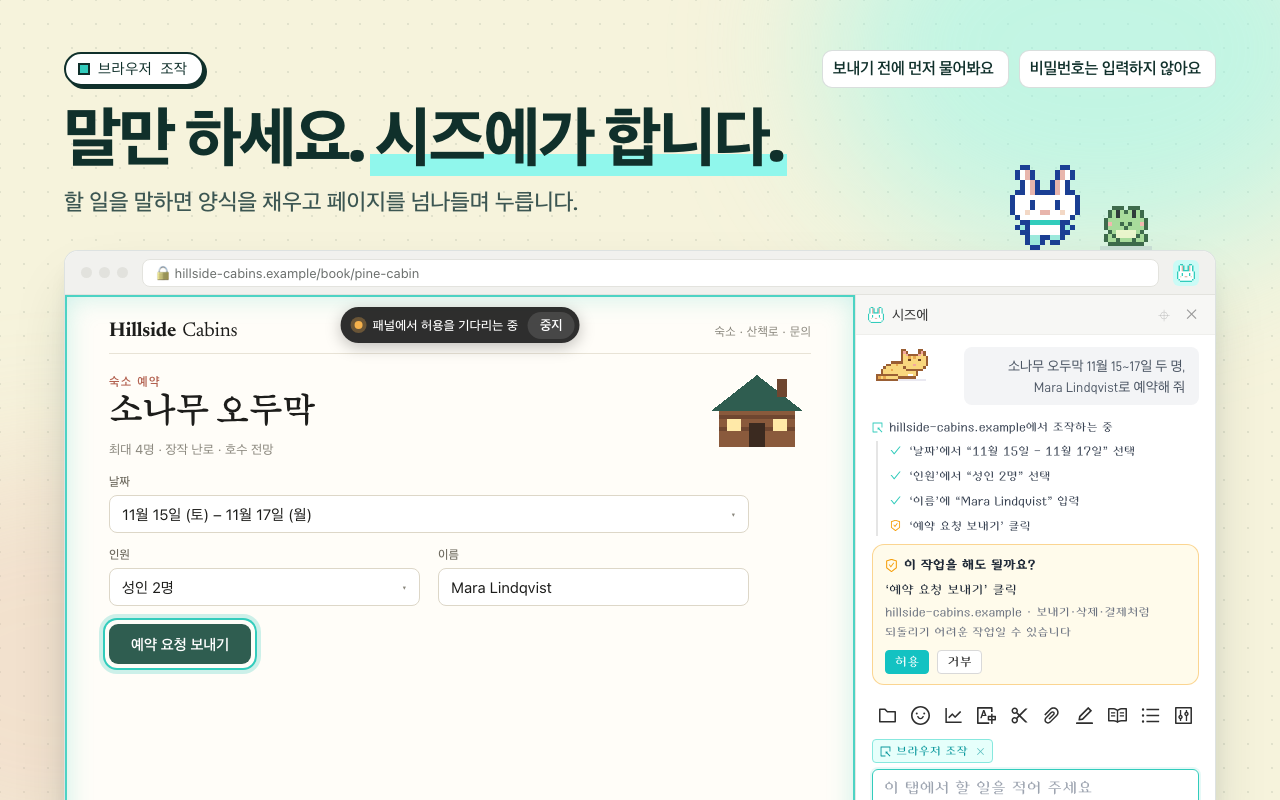 브라우저 조작
보내기 전에 먼저 물어봐요
비밀번호는 입력하지 않아요
말만 하세요. 시즈에가 합니다.
할 일을 말하면 양식을 채우고 페이지를 넘나들며 누릅니다.
hillside-cabins.example/book/pine-cabin
Hillside Cabins
패널에서 허용을 기다리는 중
중지
숙소 · 산책로 · 문의
숙소 예약
소나무 오두막
최대 4명 · 장작 난로 · 호수 전망
날짜
11월 15일 (토) – 11월 17일 (월)
인원
이름
성인 2명
Mara Lindqvist
예약 요청 보내기
시즈에
소나무 오두막 11월 15~17일 두 명,
Mara Lindqvist로 예약해 줘
hillside-cabins.example에서 조작하는 중
‘날짜’에서 “11월 15일 – 11월 17일” 선택
‘인원’에서 “성인 2명” 선택
‘이름’에 “Mara Lindqvist” 입력
‘예약 요청 보내기’ 클릭
이 작업을 해도 될까요?
‘예약 요청 보내기’ 클릭
hillside-cabins.example · 보내기·삭제·결제처럼
되돌리기 어려운 작업일 수 있습니다
허용
거부
브라우저 조작
이 탭에서 할 일을 적어 주세요